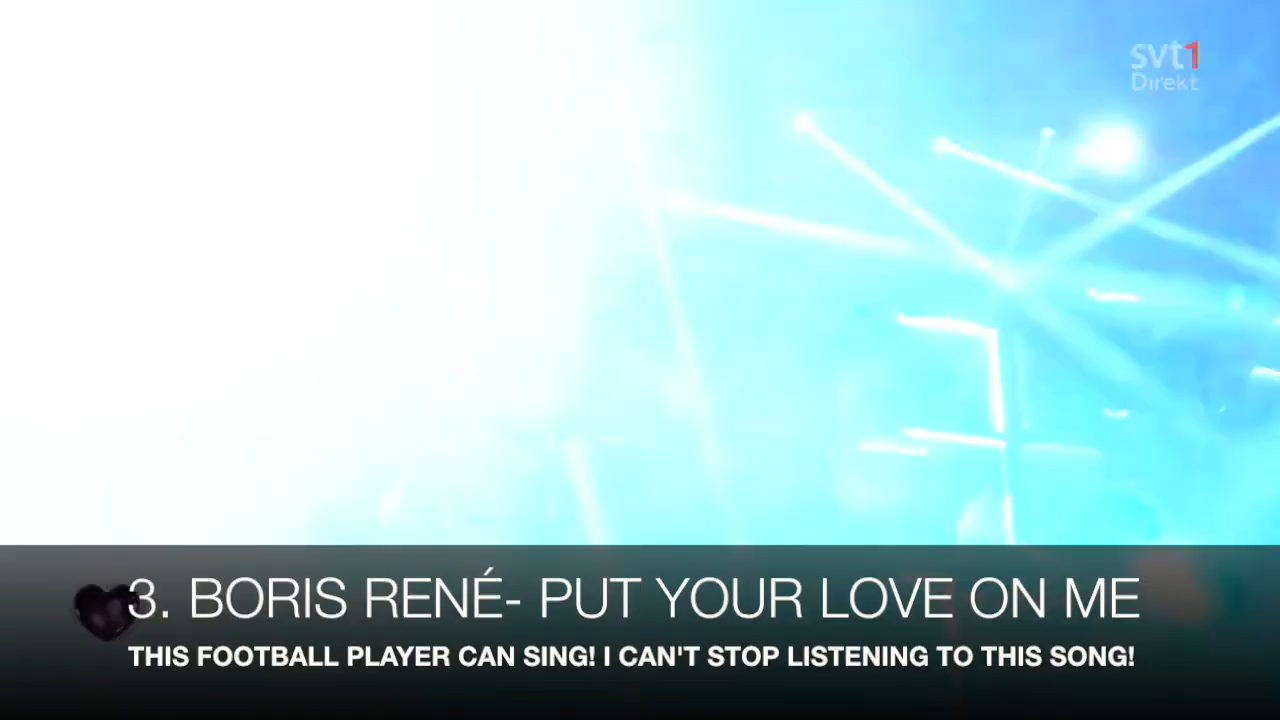 svt1
Direkt
3. BORIS RENÉ- PUT YOUR LOVE ON ME
THIS FOOTBALL PLAYER CAN SING! I CAN'T STOP LISTENING TO THIS SONG!